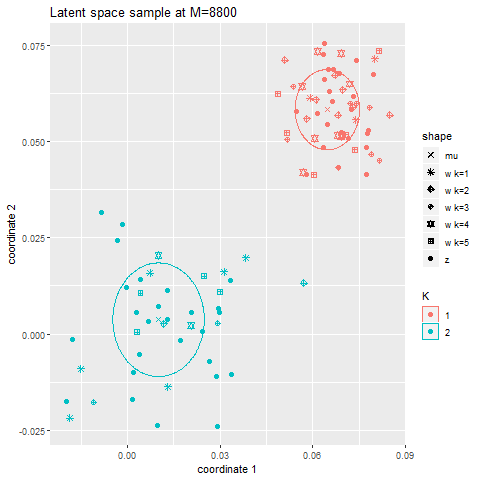 Latent space sample at M=8800
coordinate 2
0.075
0.050
0.025
0.000
-0.025
0.00
0.03
0.06
0.09
coordinate 1
shape
mu
w k=1
w k=2
w k=3
w k=4
w k=5
z
K
1
2